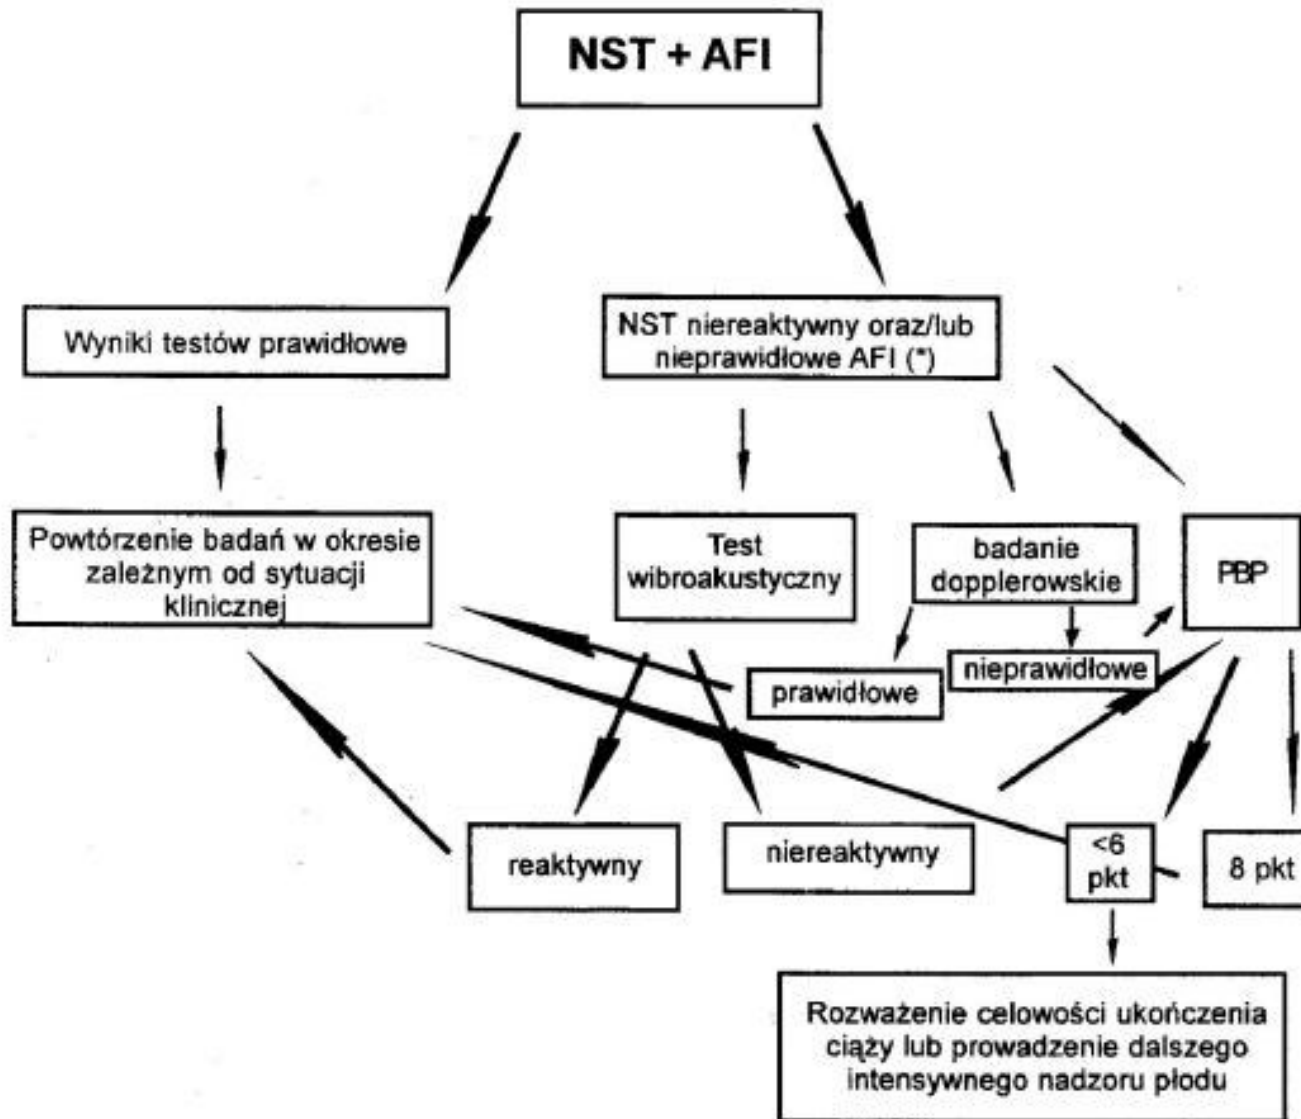 NST + AFI
Wyniki testów prawidłowe
NST niereaktywny oraz/lub
nieprawidłowe AFI (*)
Powtórzenie badań w okresie
zależnym od sytuacji
klinicznej
Test
wibroakustyczny
badanie
dopplerowskie
PBP
prawidłowe
nieprawidłowe
reaktywny
niereaktywny
<6
pkt
8 pkt
Rozważenie celowości ukończenia
ciąży lub prowadzenie dalszego
intensywnego nadzoru płodu